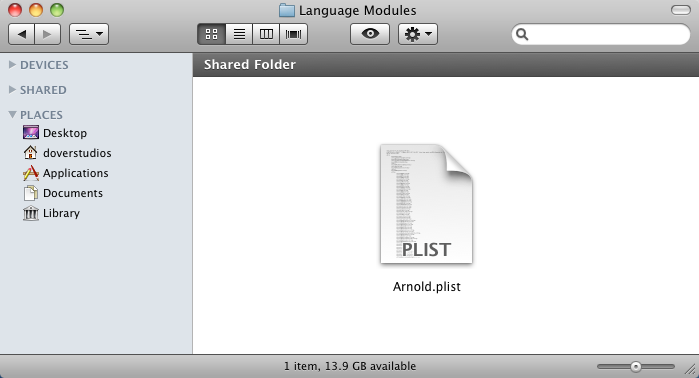 Language Modules
DEVICES
SHARED
PLACES
Desktop
doverstudios
Applications
Documents
Library
Shared Folder
PLIST
Arnold.plist
1 item, 13.9 GB available